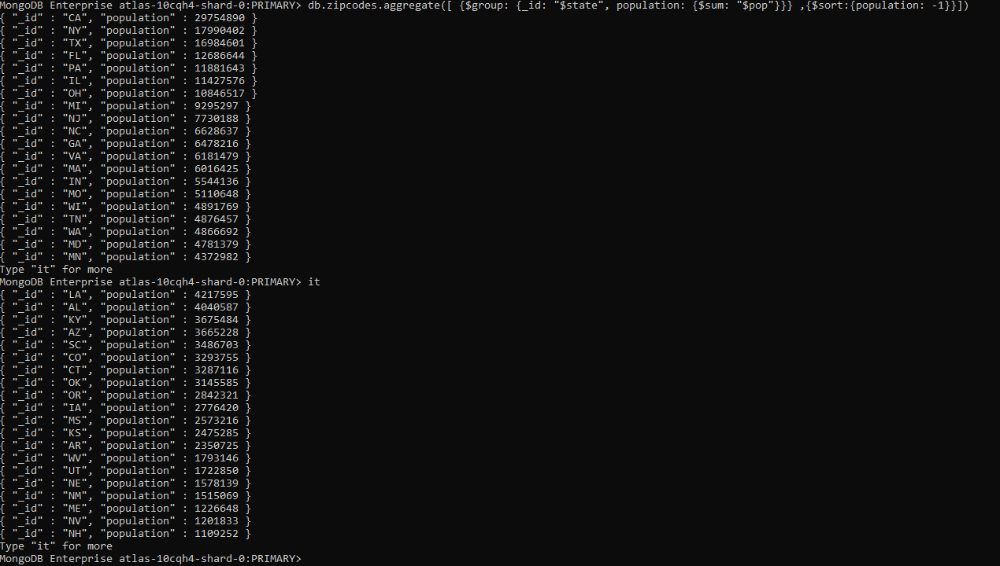 MongoDB Enterprise atlas-10cqh4-shard-0:PRIMARY> db.zipcodes.aggregate([ {$group: {_id: "$state", population: {$sum: "$pop"}}} ,{$sort:{population: -1}}])
{ "_id" : "CA", "population" : 29754890 }
{ "_id" : "NY", "population" : 17990402 }
{ "_id" : "TX", "population" : 16984601 }
{ "_id" : "FL", "population" : 12686644 }
{ "_id" : "PA", "population" : 11881643 }
{ "_id" : "IL", "population" : 11427576 }
{ "_id" : "OH", "population" : 10846517 }
{ "_id" : "MI", "population" : 9295297 }
{ "_id" : "NJ", "population" : 7730188 }
{ "_id" : "NC", "population" : 6628637 }
{ "_id" : "GA", "population" : 6478216 }
{ "_id" : "VA", "population" : 6181479 }
{ "_id" : "MA", "population" : 6016425 }
{ "_id" : "IN", "population" : 5544136 }
{ "_id" : "MO", "population" : 5110648 }
{ "_id" : "WI", "population" : 4891769 }
{ "_id" : "TN", "population" : 4876457 }
{ "_id" : "WA", "population" : 4866692 }
{ "_id" : "MD", "population" : 4781379 }
{ "_id" : "MN", "population" : 4372982 }
Type "it" for more
MongoDB Enterprise atlas-10cqh4-shard-0:PRIMARY> it
{ "_id" : "LA", "population" : 4217595 }
{ "_id" : "AL", "population" : 4040587 }
{ "_id" : "KY", "population" : 3675484 }
{ "_id" : "AZ", "population" : 3665228 }
{ "_id" : "SC", "population" : 3486703 }
{ "_id" : "CO", "population" : 3293755 }
{ "_id" : "CT", "population" : 3287116 }
{ "_id" : "OK", "population" : 3145585 }
{ "_id" : "OR", "population" : 2842321 }
{ "_id" : "IA", "population" : 2776420 }
{ "_id" : "MS", "population" : 2573216 }
{ "_id" : "KS", "population" : 2475285 }
{ "_id" : "AR", "population" : 2350725 }
{ "_id" : "WV", "population" : 1793146 }
{ "_id" : "UT", "population" : 1722850 }
{ "_id" : "NE", "population" : 1578139 }
{ "_id" : "NM", "population" : 1515069 }
{ "_id" : "ME", "population" : 1226648 }
{ "_id" : "NV", "population" : 1201833 }
{ "_id" : "NH", "population" : 1109252 }
Type "it" for more
MongoDB Enterprise atlas-10cqh4-shard-0:PRIMARY>